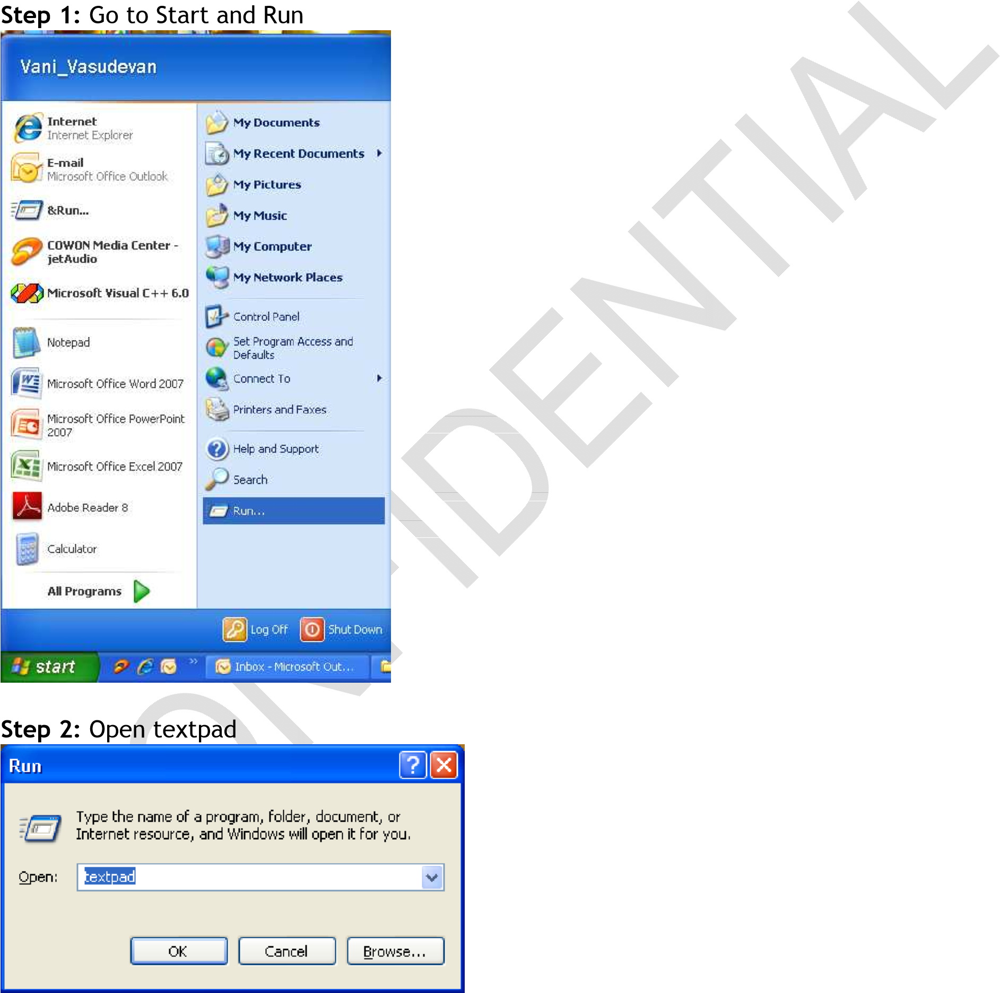 Step 1: Go to Start and Run
Vani_Vasudevan
Internet
Internet Explorer
E-mail
Microsoft Office Outlook
&Run...
COWON Media Center -
jetAudio
Microsoft Visual C++ 6.0
Notepad
Microsoft Office Word 2007
Microsoft Office PowerPoint
2007
Microsoft Office Excel 2007
Adobe Reader 8
Calculator
All Programs
My Documents
My Recent Documents
My Pictures
My Music
My Computer
My Network Places
Control Panel
Set Program Access and
Defaults
Connect To
Printers and Faxes
Help and Support
Search
Run...
Log Off
Shut Down
start
Inbox - Microsoft Out...
Step 2: Open textpad
Run
Type the name of a program, folder, document, or
Internet resource, and Windows will open it for you.
Open:
textpad
OK
Cancel
Browse...
ONFIDENTIAL